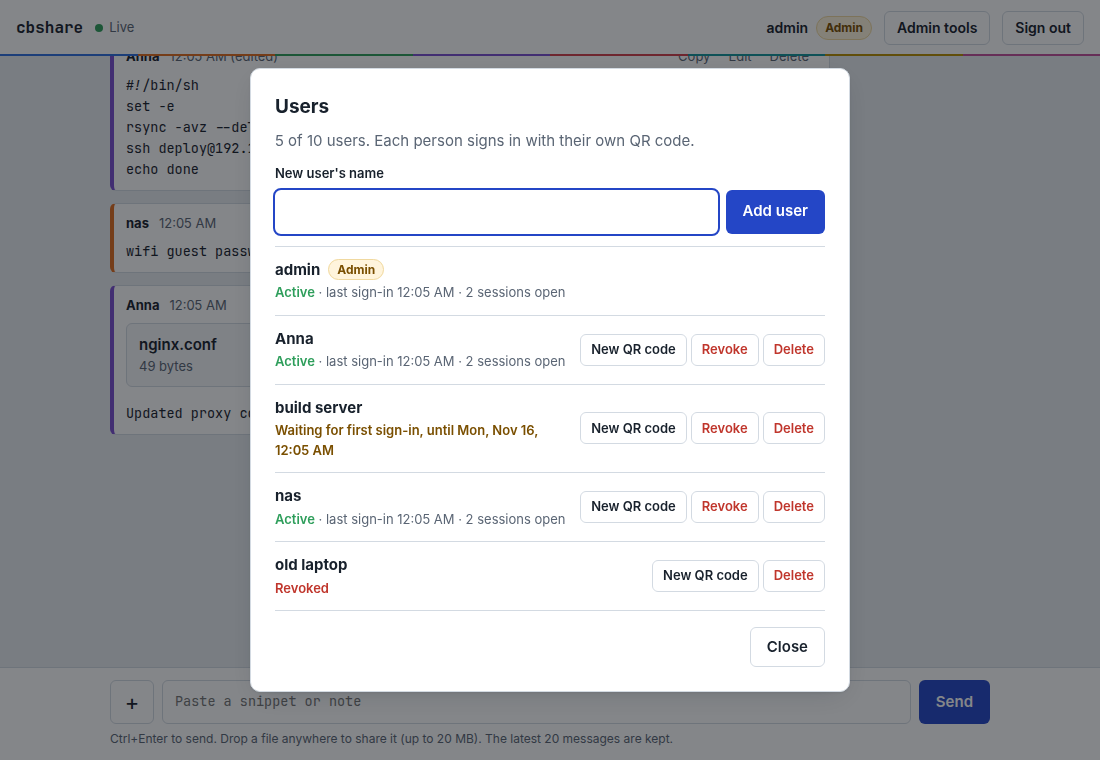 cbshare Live admin Admin Admin tools Sign out
Anna 12:05 AM (edited) Copy Edit Delete
#!/bin/sh
set -e
rsync -avz
ssh
echo done
nas 12:05 AM
wifi guest
Anna 12:05 AM
nginx.conf
49 bytes
Updated proxy
Users
5 of 10 users. Each person signs in with their own QR code.
New user's name
Add user
admin Admin
Active · last sign-in 12:05 AM · 2 sessions open
Anna
Active · last sign-in 12:05 AM · 2 sessions open
New QR code Revoke Delete
build server
Waiting for first sign-in, until Mon, Nov 16,
12:05 AM
New QR code Revoke Delete
nas
Active · last sign-in 12:05 AM · 2 sessions open
New QR code Revoke Delete
old laptop
Revoked
New QR code Delete
Close
+ Paste a snippet or note Send
Ctrl+Enter to send. Drop a file anywhere to share it (up to 20 MB). The latest 20 messages are kept.